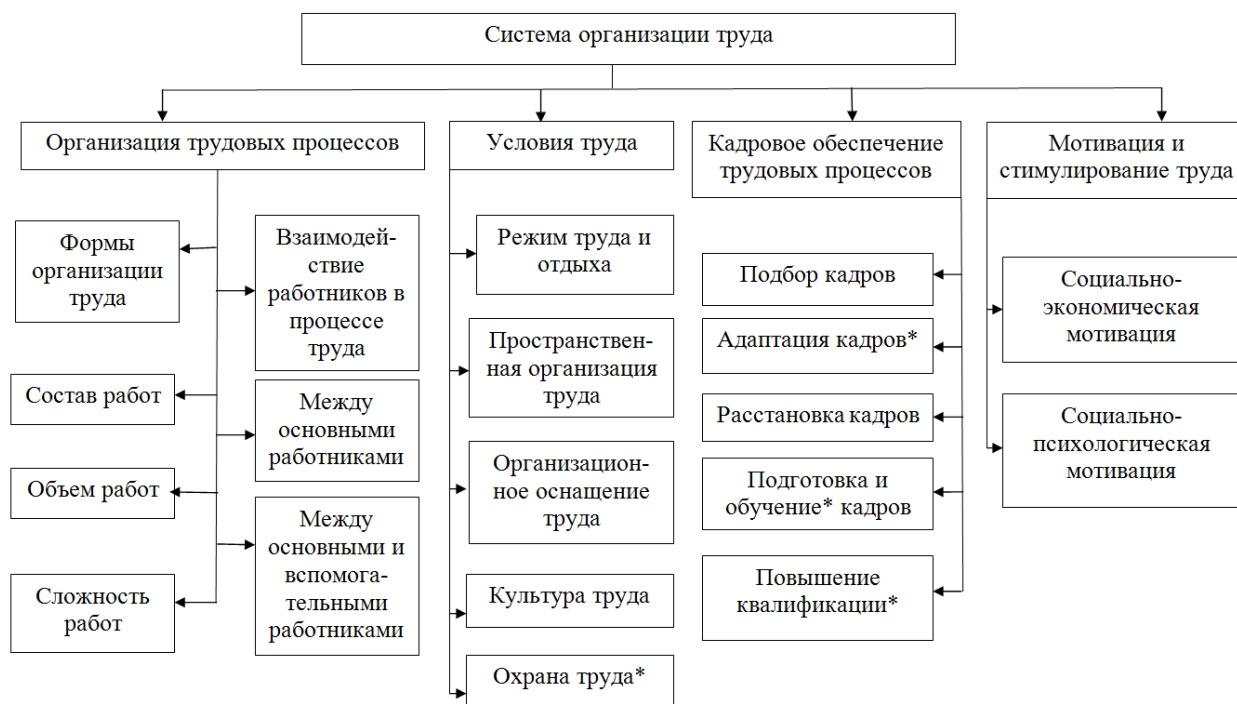 Система организации труда
Организация трудовых процессов
Формы
организации
труда
Состав работ
Объем работ
Сложность
работ
Взаимодей-
ствие
работников в
процессе
труда
Между
основными
работниками
Между
основными и
вспомога-
тельными
работниками
Условия труда
Режим труда и
отдыха
Пространствен-
ная организация
труда
Организацион-
ное оснащение
труда
Культура труда
Охрана труда*
Кадровое обеспечение
трудовых процессов
Подбор кадров
Адаптация кадров*
Расстановка кадров
Подготовка и
обучение* кадров
Повышение
квалификации*
Мотивация и
стимулирование труда
Социально-
экономическая
мотивация
Социально-
психологическая
мотивация